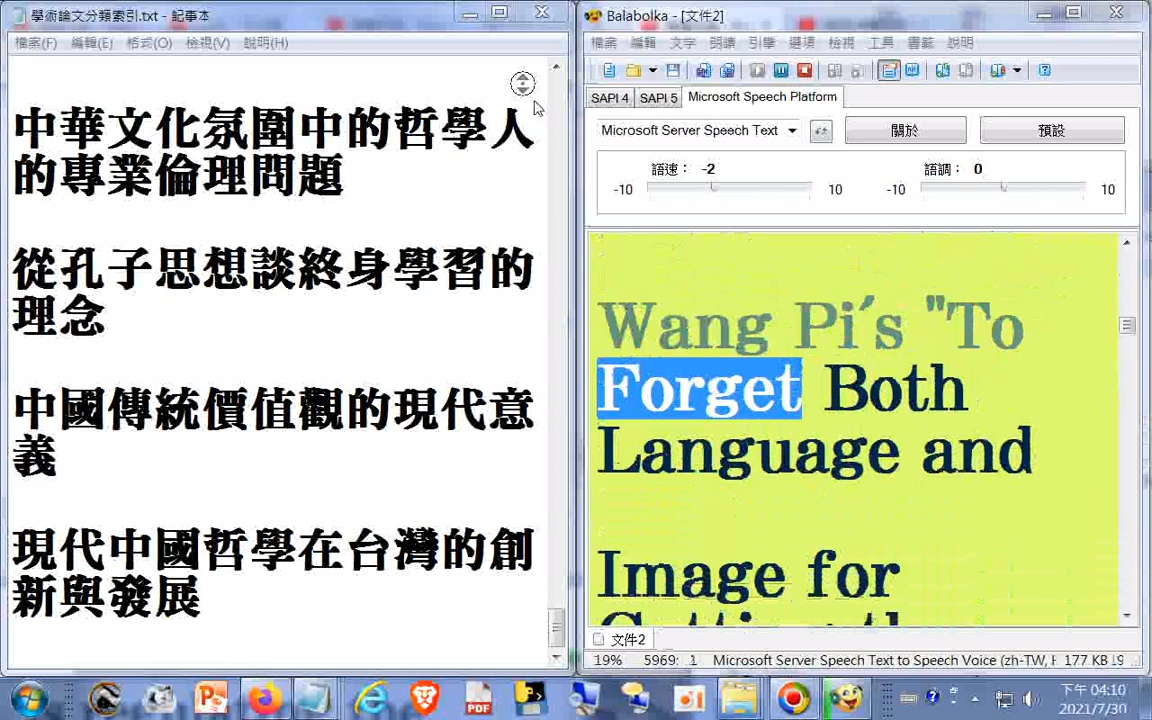 學術論文分類索引.txt - 記事本
檔案(F) 編輯(E) 格式(O) 檢視(V) 說明(H)
中華文化氛圍中的哲學人
的專業倫理問題
從孔子思想談終身學習的
理念
中國傳統價值觀的現代意
義
現代中國哲學在台灣的創
新與發展
Balabolka - [文件2]
檔案 編輯 文字 朗讀 引擎 選項 檢視 工具 書籤 說明
SAPI 4 SAPI 5 Microsoft Speech Platform
Microsoft Server Speech Text 關於 預設
語速： -2 語調： 0
-10 10 -10 10
Wang Pi's "To
Forget Both
Language and
Image for
文件2
19% 5969: 1 Microsoft Server Speech Text to Speech Voice (zh-TW, H 177 KB
下午 04:10
2021/7/30